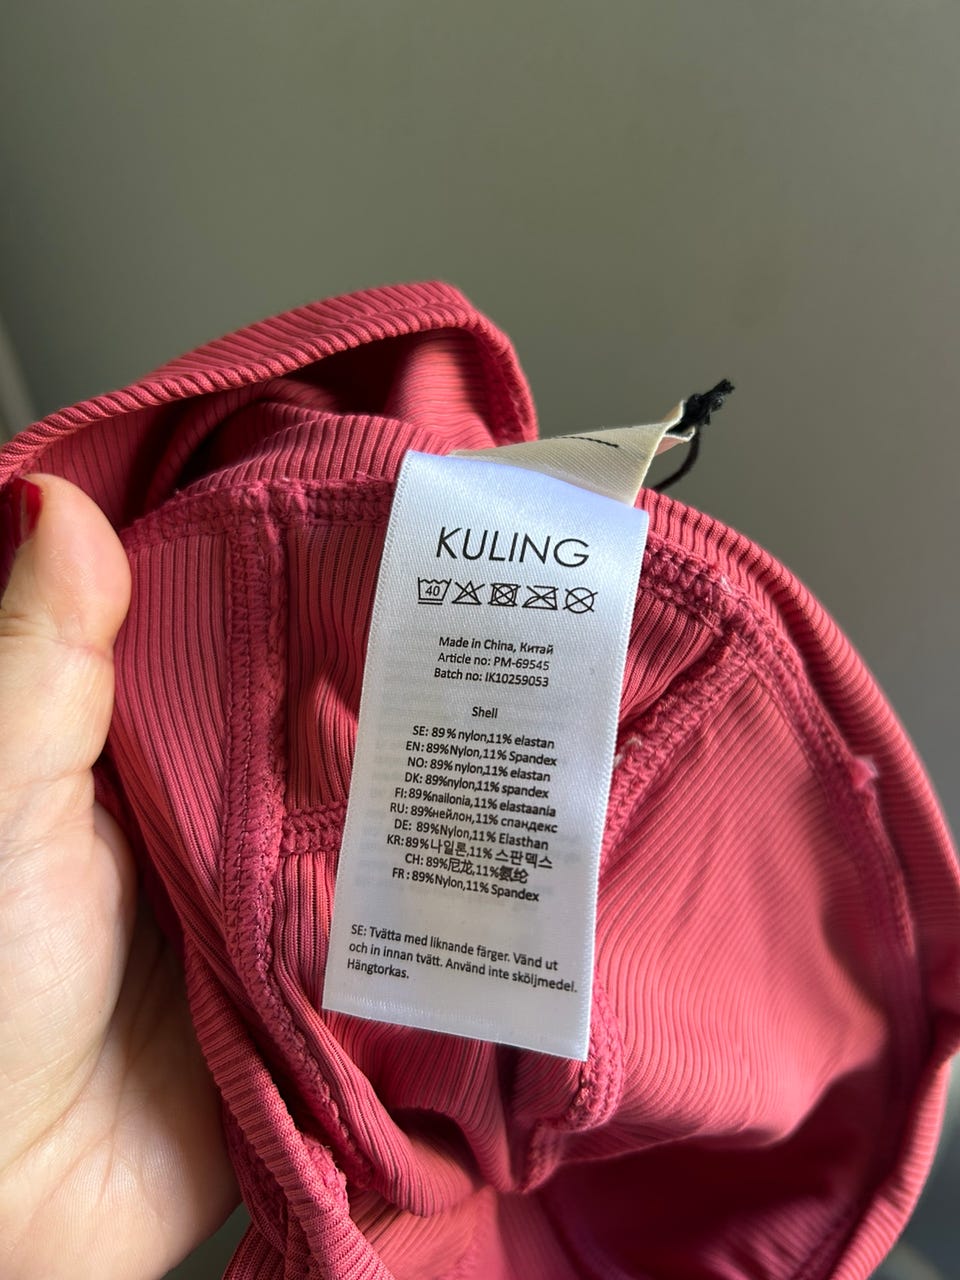 KULING
40
Made in China, Китай
Article no: PM-69545
Batch no: IK10259053
Shell
SE: 89% nylon,11% elastan
EN: 89%Nylon,11% Spandex
NO: 89% nylon,11% elastan
DK: 89%nylon,11% spandex
FI: 89%nailonia,11% elastaania
RU: 89%нейлон,11% спандекс
DE: 89%Nylon,11% Elasthan
KR:89%나일론,11% 스판덱스
CH: 89%尼龙,11%氨纶
FR: 89%Nylon,11% Spandex
SE: Tvätta med liknande färger. Vänd ut
och in innan tvätt. Använd inte sköljmedel.
Hängtorkas.